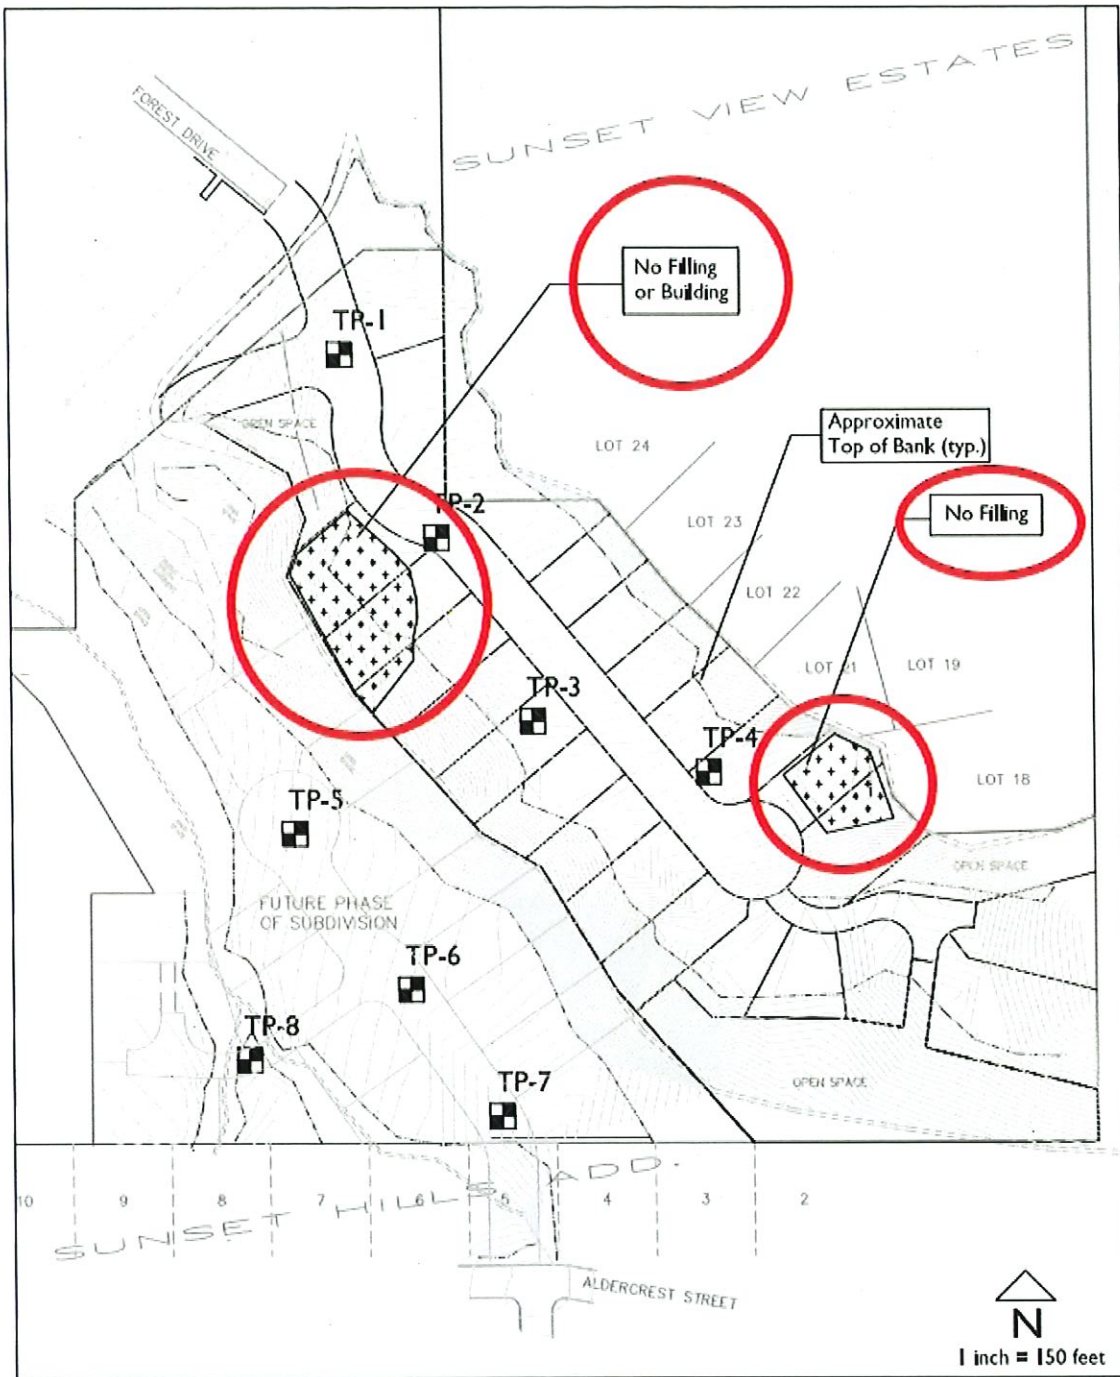 SUNSET VIEW ESTATES
FOREST DRIVE
No Filling
or Building
TP-1
OPEN SPACE
LOT 24
Approximate
Top of Bank (typ.)
No Filling
TP-2
LOT 23
LOT 22
LOT 21
LOT 19
TP-3
TP-4
LOT 18
TP-5
OPEN SPACE
FUTURE PHASE
OF SUBDIVISION
TP-6
TP-8
TP-7
OPEN SPACE
10 9 8 7 6 5 4 3 2
SUNSET HILLS ADD.
ALDERCREST STREET
N
1 inch = 150 feet